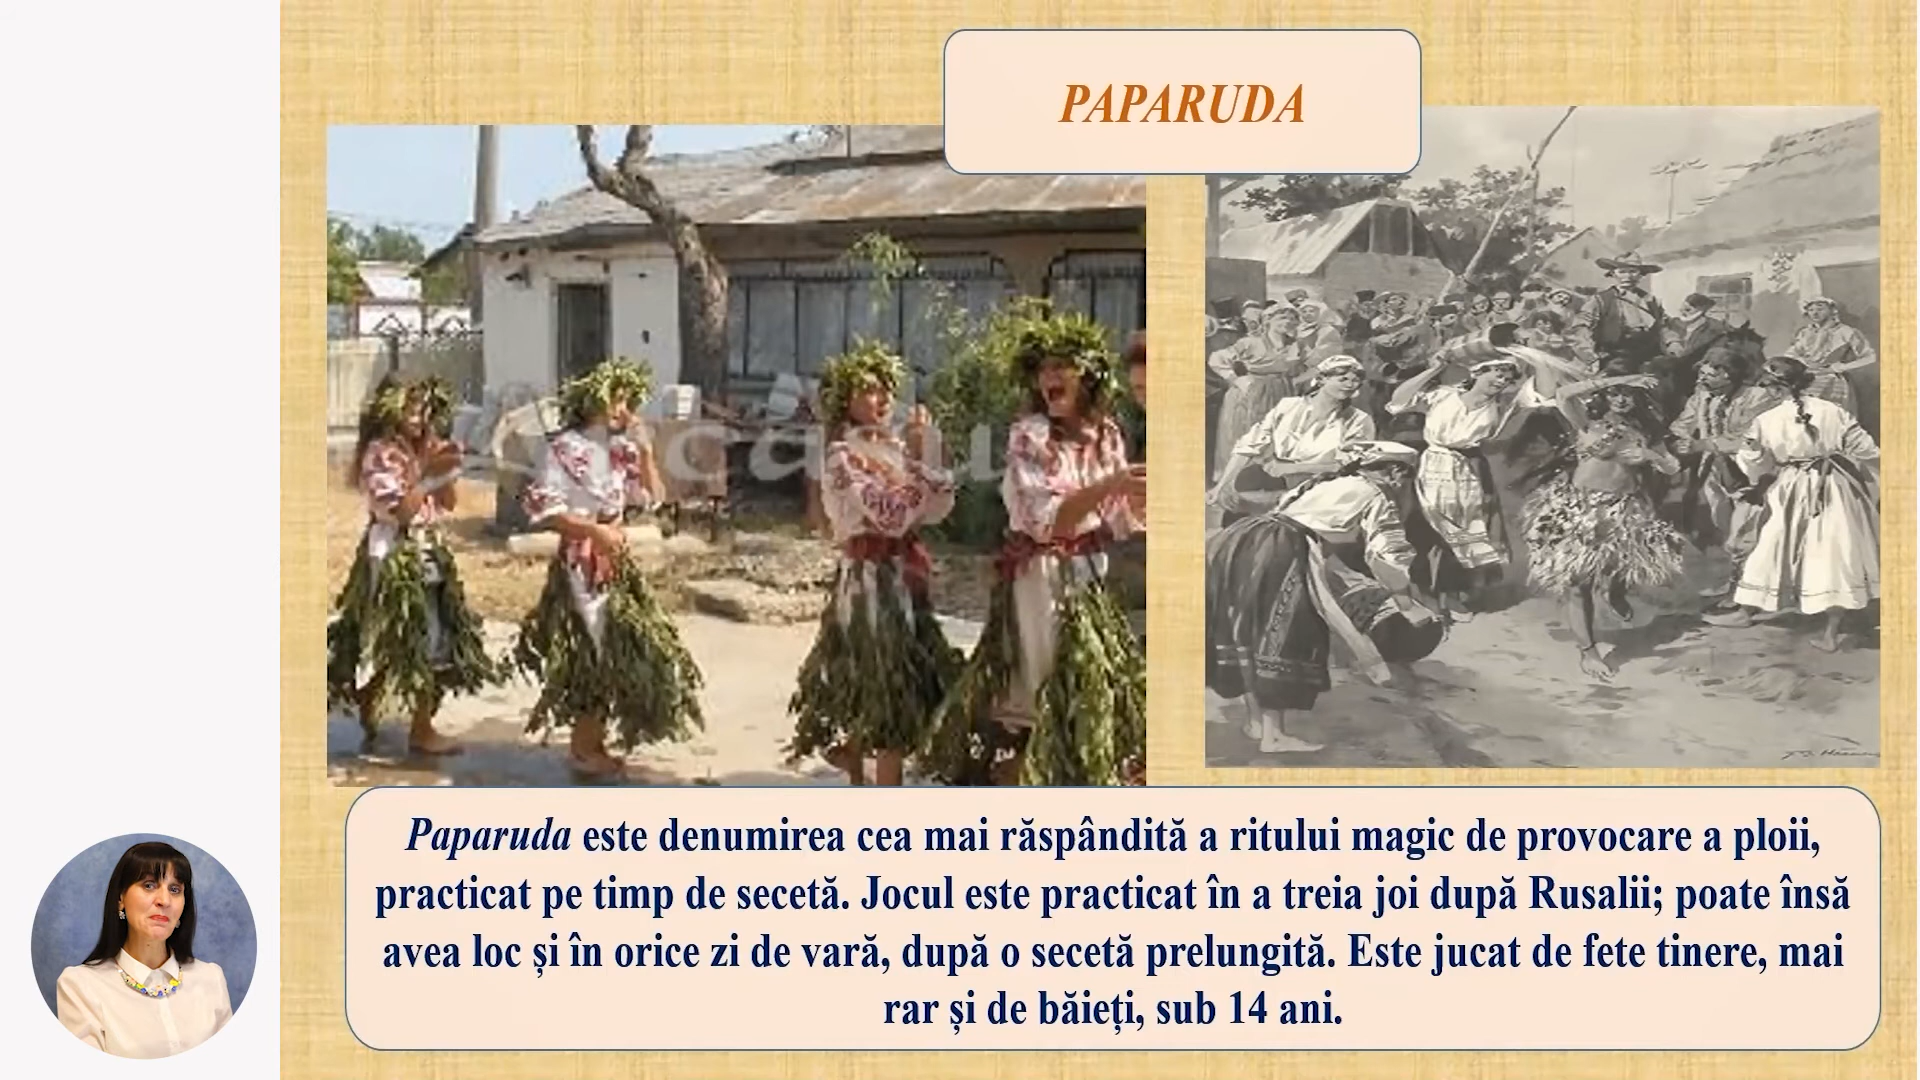 PAPARUDA
Paparuda este denumirea cea mai răspândită a ritului magic de provocare a ploii,
practicat pe timp de secetă. Jocul este practicat în a treia joi după Rusalii; poate însă
avea loc și în orice zi de vară, după o secetă prelungită. Este jucat de fete tinere, mai
rar și de băieți, sub 14 ani.